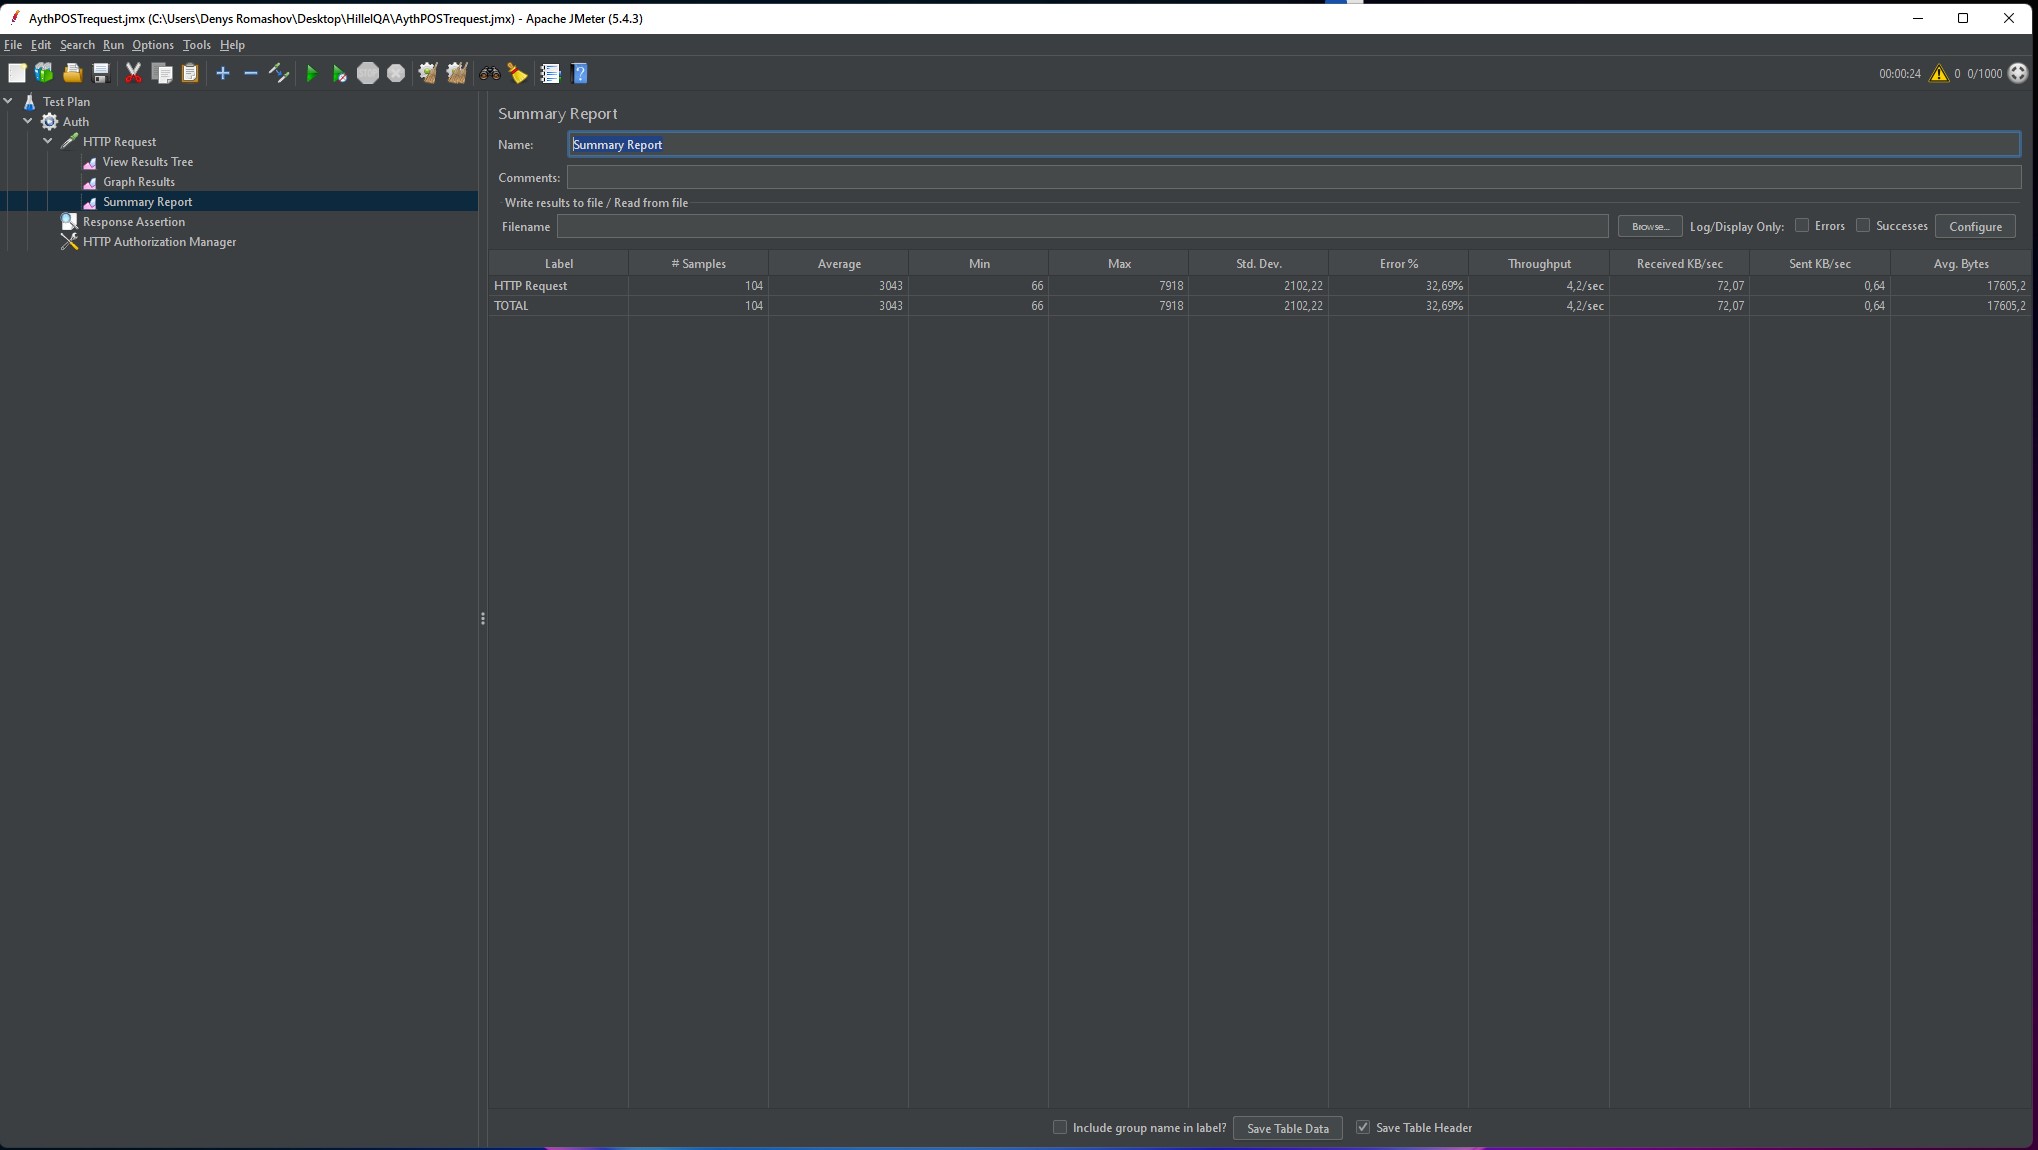 AythPOSTrequest.jmx (C:\Users\Denys Romashov\Desktop\HillelQA\AythPOSTrequest.jmx) - Apache JMeter (5.4.3)
File Edit Search Run Options Tools Help
00:00:24 0 0/1000
Test Plan
Auth
HTTP Request
View Results Tree
Graph Results
Summary Report
Response Assertion
HTTP Authorization Manager
Summary Report
Name: Summary Report
Comments:
Write results to file / Read from file
Filename Browse... Log/Display Only: Errors Successes Configure
Label # Samples Average Min Max Std. Dev. Error % Throughput Received KB/sec Sent KB/sec Avg. Bytes
HTTP Request 104 3043 66 7918 2102,22 32,69% 4,2/sec 72,07 0,64 17605,2
TOTAL 104 3043 66 7918 2102,22 32,69% 4,2/sec 72,07 0,64 17605,2
Include group name in label? Save Table Data Save Table Header